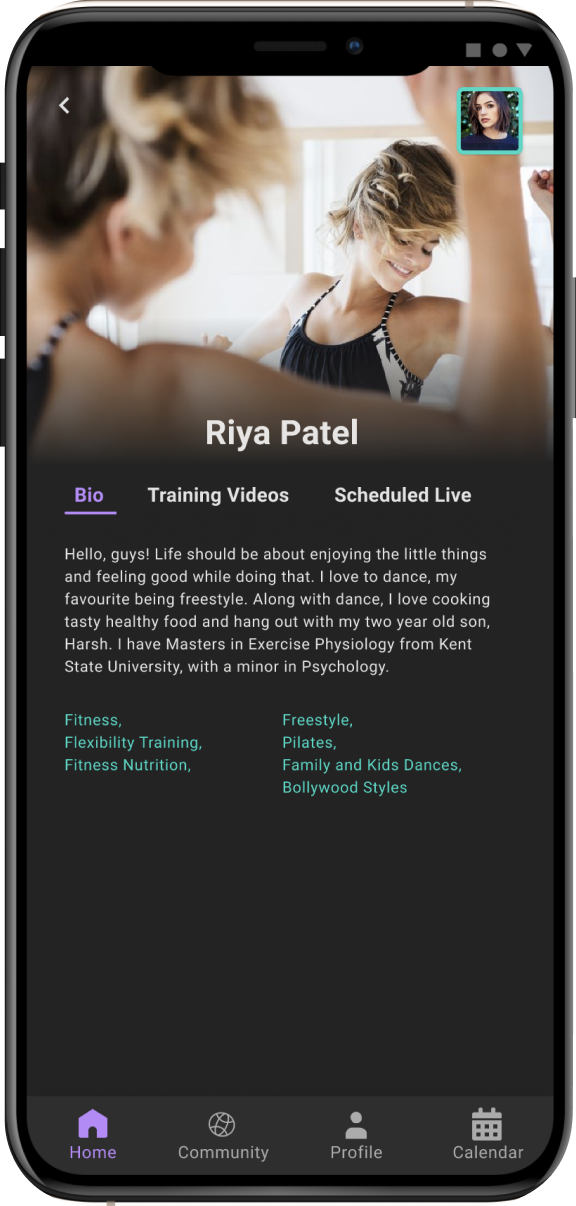 Riya Patel
Bio Training Videos Scheduled Live
Hello, guys! Life should be about enjoying the little things
and feeling good while doing that. I love to dance, my
favourite being freestyle. Along with dance, I love cooking
tasty healthy food and hang out with my two year old son,
Harsh. I have Masters in Exercise Physiology from Kent
State University, with a minor in Psychology.
Fitness,
Flexibility Training,
Fitness Nutrition,
Freestyle,
Pilates,
Family and Kids Dances,
Bollywood Styles
Home Community Profile Calendar